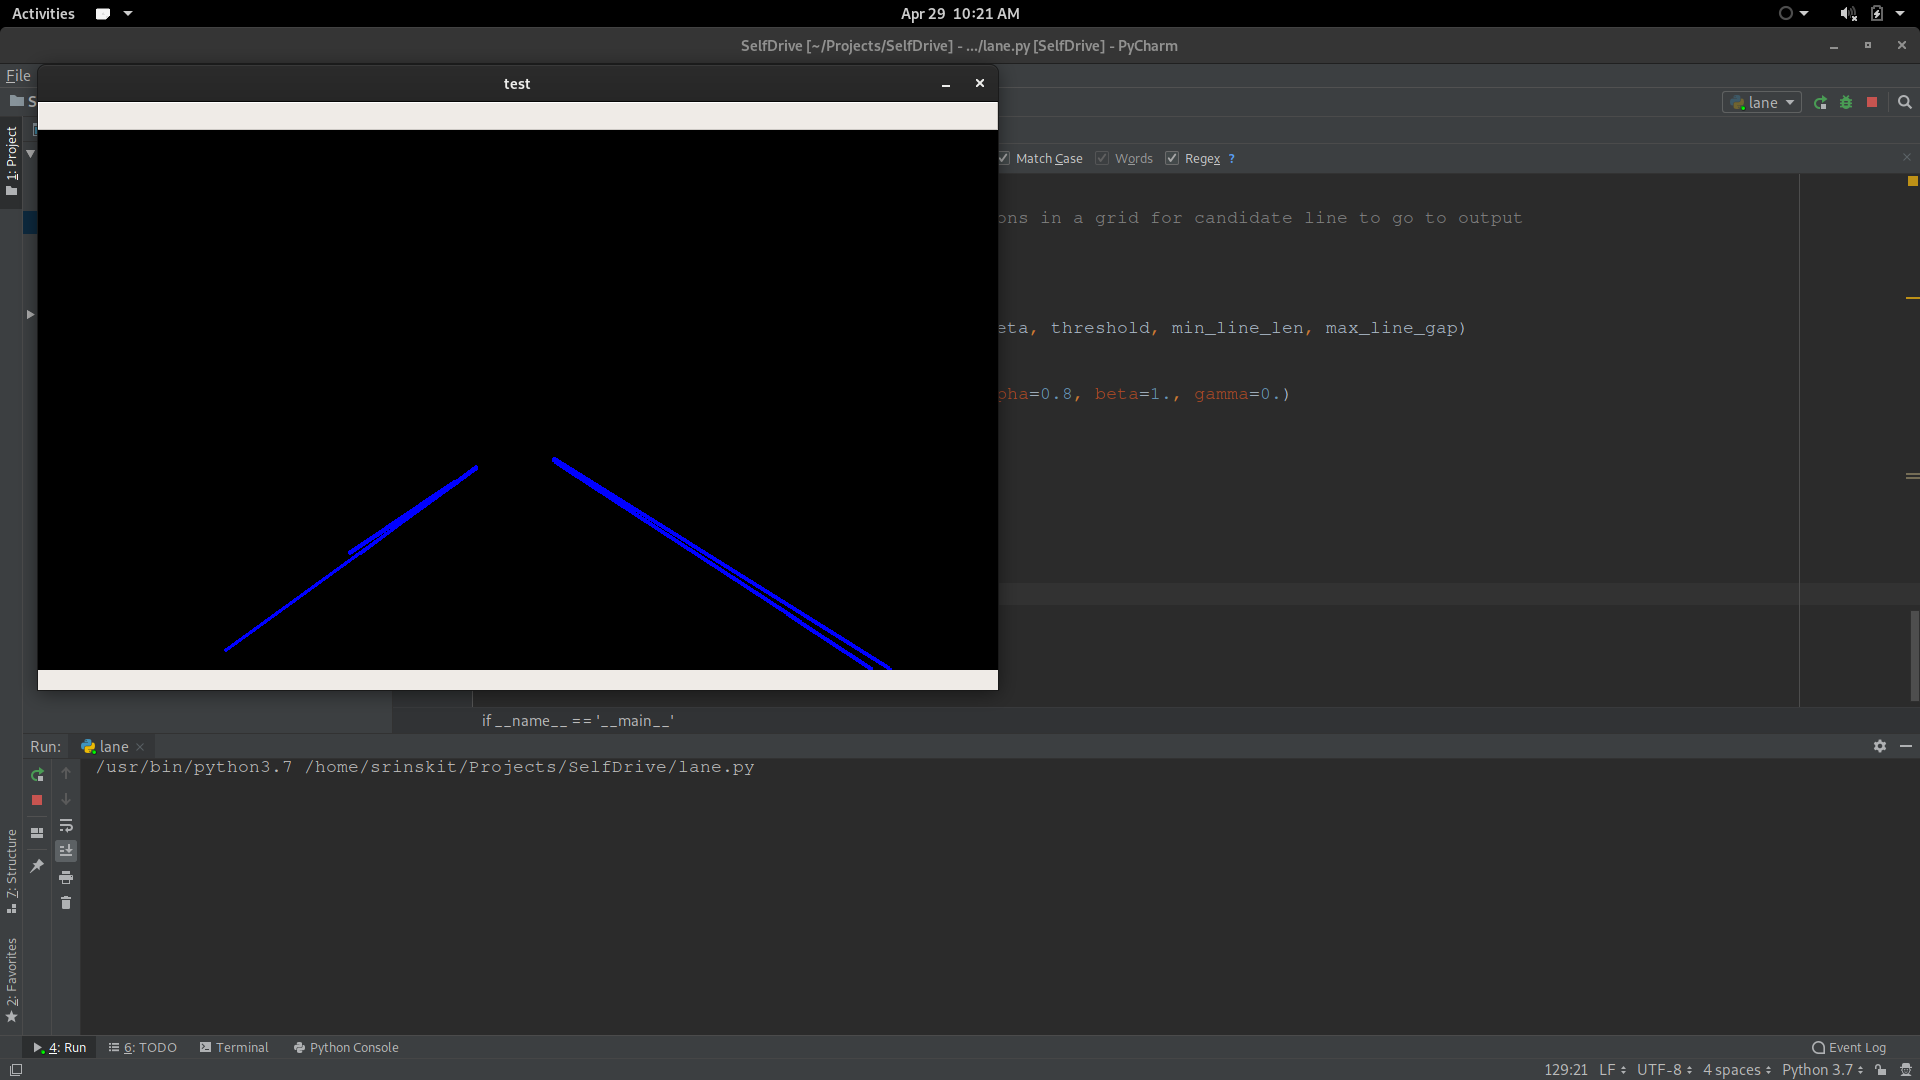 Activities
Apr 29 10:21 AM
SelfDrive [~/Projects/SelfDrive] - .../lane.py [SelfDrive] - PyCharm
File
test
S
lane
1: Project
Match Case
Words
Regex
?
ons in a grid for candidate line to go to output
eta, threshold, min_line_len, max_line_gap)
pha=0.8, beta=1., gamma=0.)
if __name__ == '__main__'
Run:
lane
/usr/bin/python3.7 /home/srinskit/Projects/SelfDrive/lane.py
7: Structure
2: Favorites
4: Run
6: TODO
Terminal
Python Console
Event Log
129:21
LF
UTF-8
4 spaces
Python 3.7